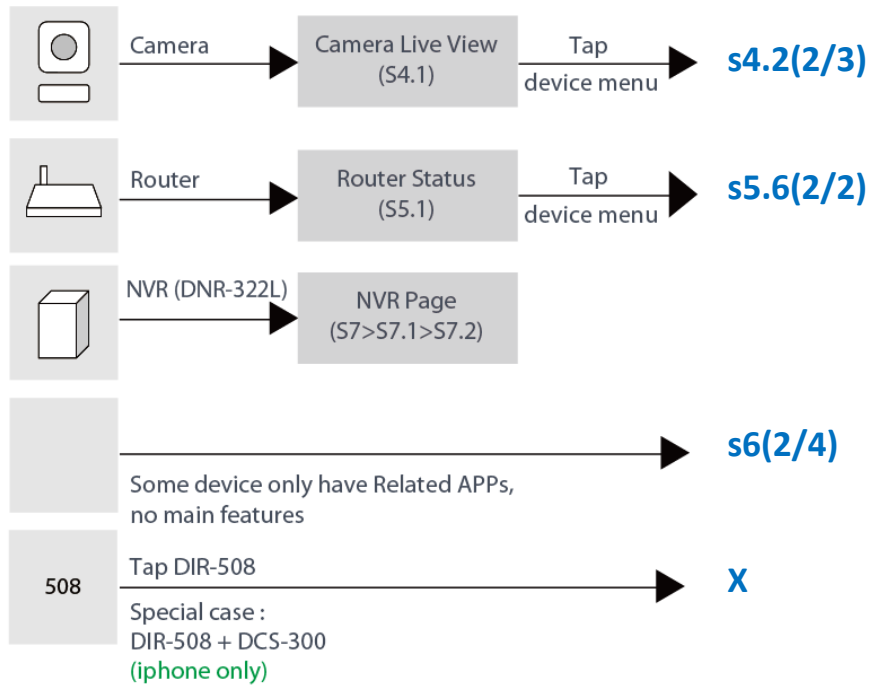 Camera
Camera Live View
(S4.1)
Tap
device menu
s4.2(2/3)
Router
Router Status
(S5.1)
Tap
device menu
s5.6(2/2)
NVR (DNR-322L)
NVR Page
(S7>S7.1>S7.2)
s6(2/4)
Some device only have Related APPs,
no main features
508
Tap DIR-508
X
Special case :
DIR-508 + DCS-300
(iphone only)